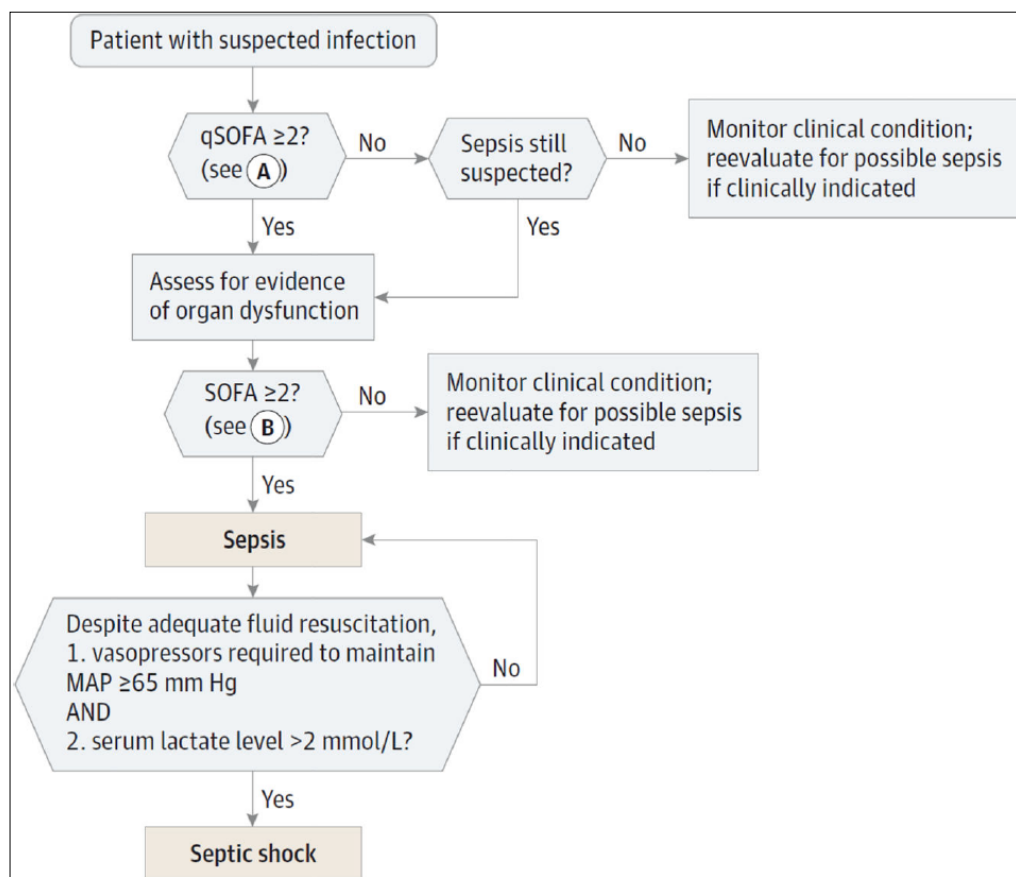 Patient with suspected infection
qSOFA ≥2?
(see A)
No
Sepsis still
suspected?
No
Monitor clinical condition;
reevaluate for possible sepsis
if clinically indicated
Yes
Yes
Assess for evidence
of organ dysfunction
SOFA ≥2?
(see B)
No
Monitor clinical condition;
reevaluate for possible sepsis
if clinically indicated
Yes
Sepsis
Despite adequate fluid resuscitation,
1. vasopressors required to maintain
MAP ≥65 mm Hg
AND
2. serum lactate level >2 mmol/L?
No
Yes
Septic shock